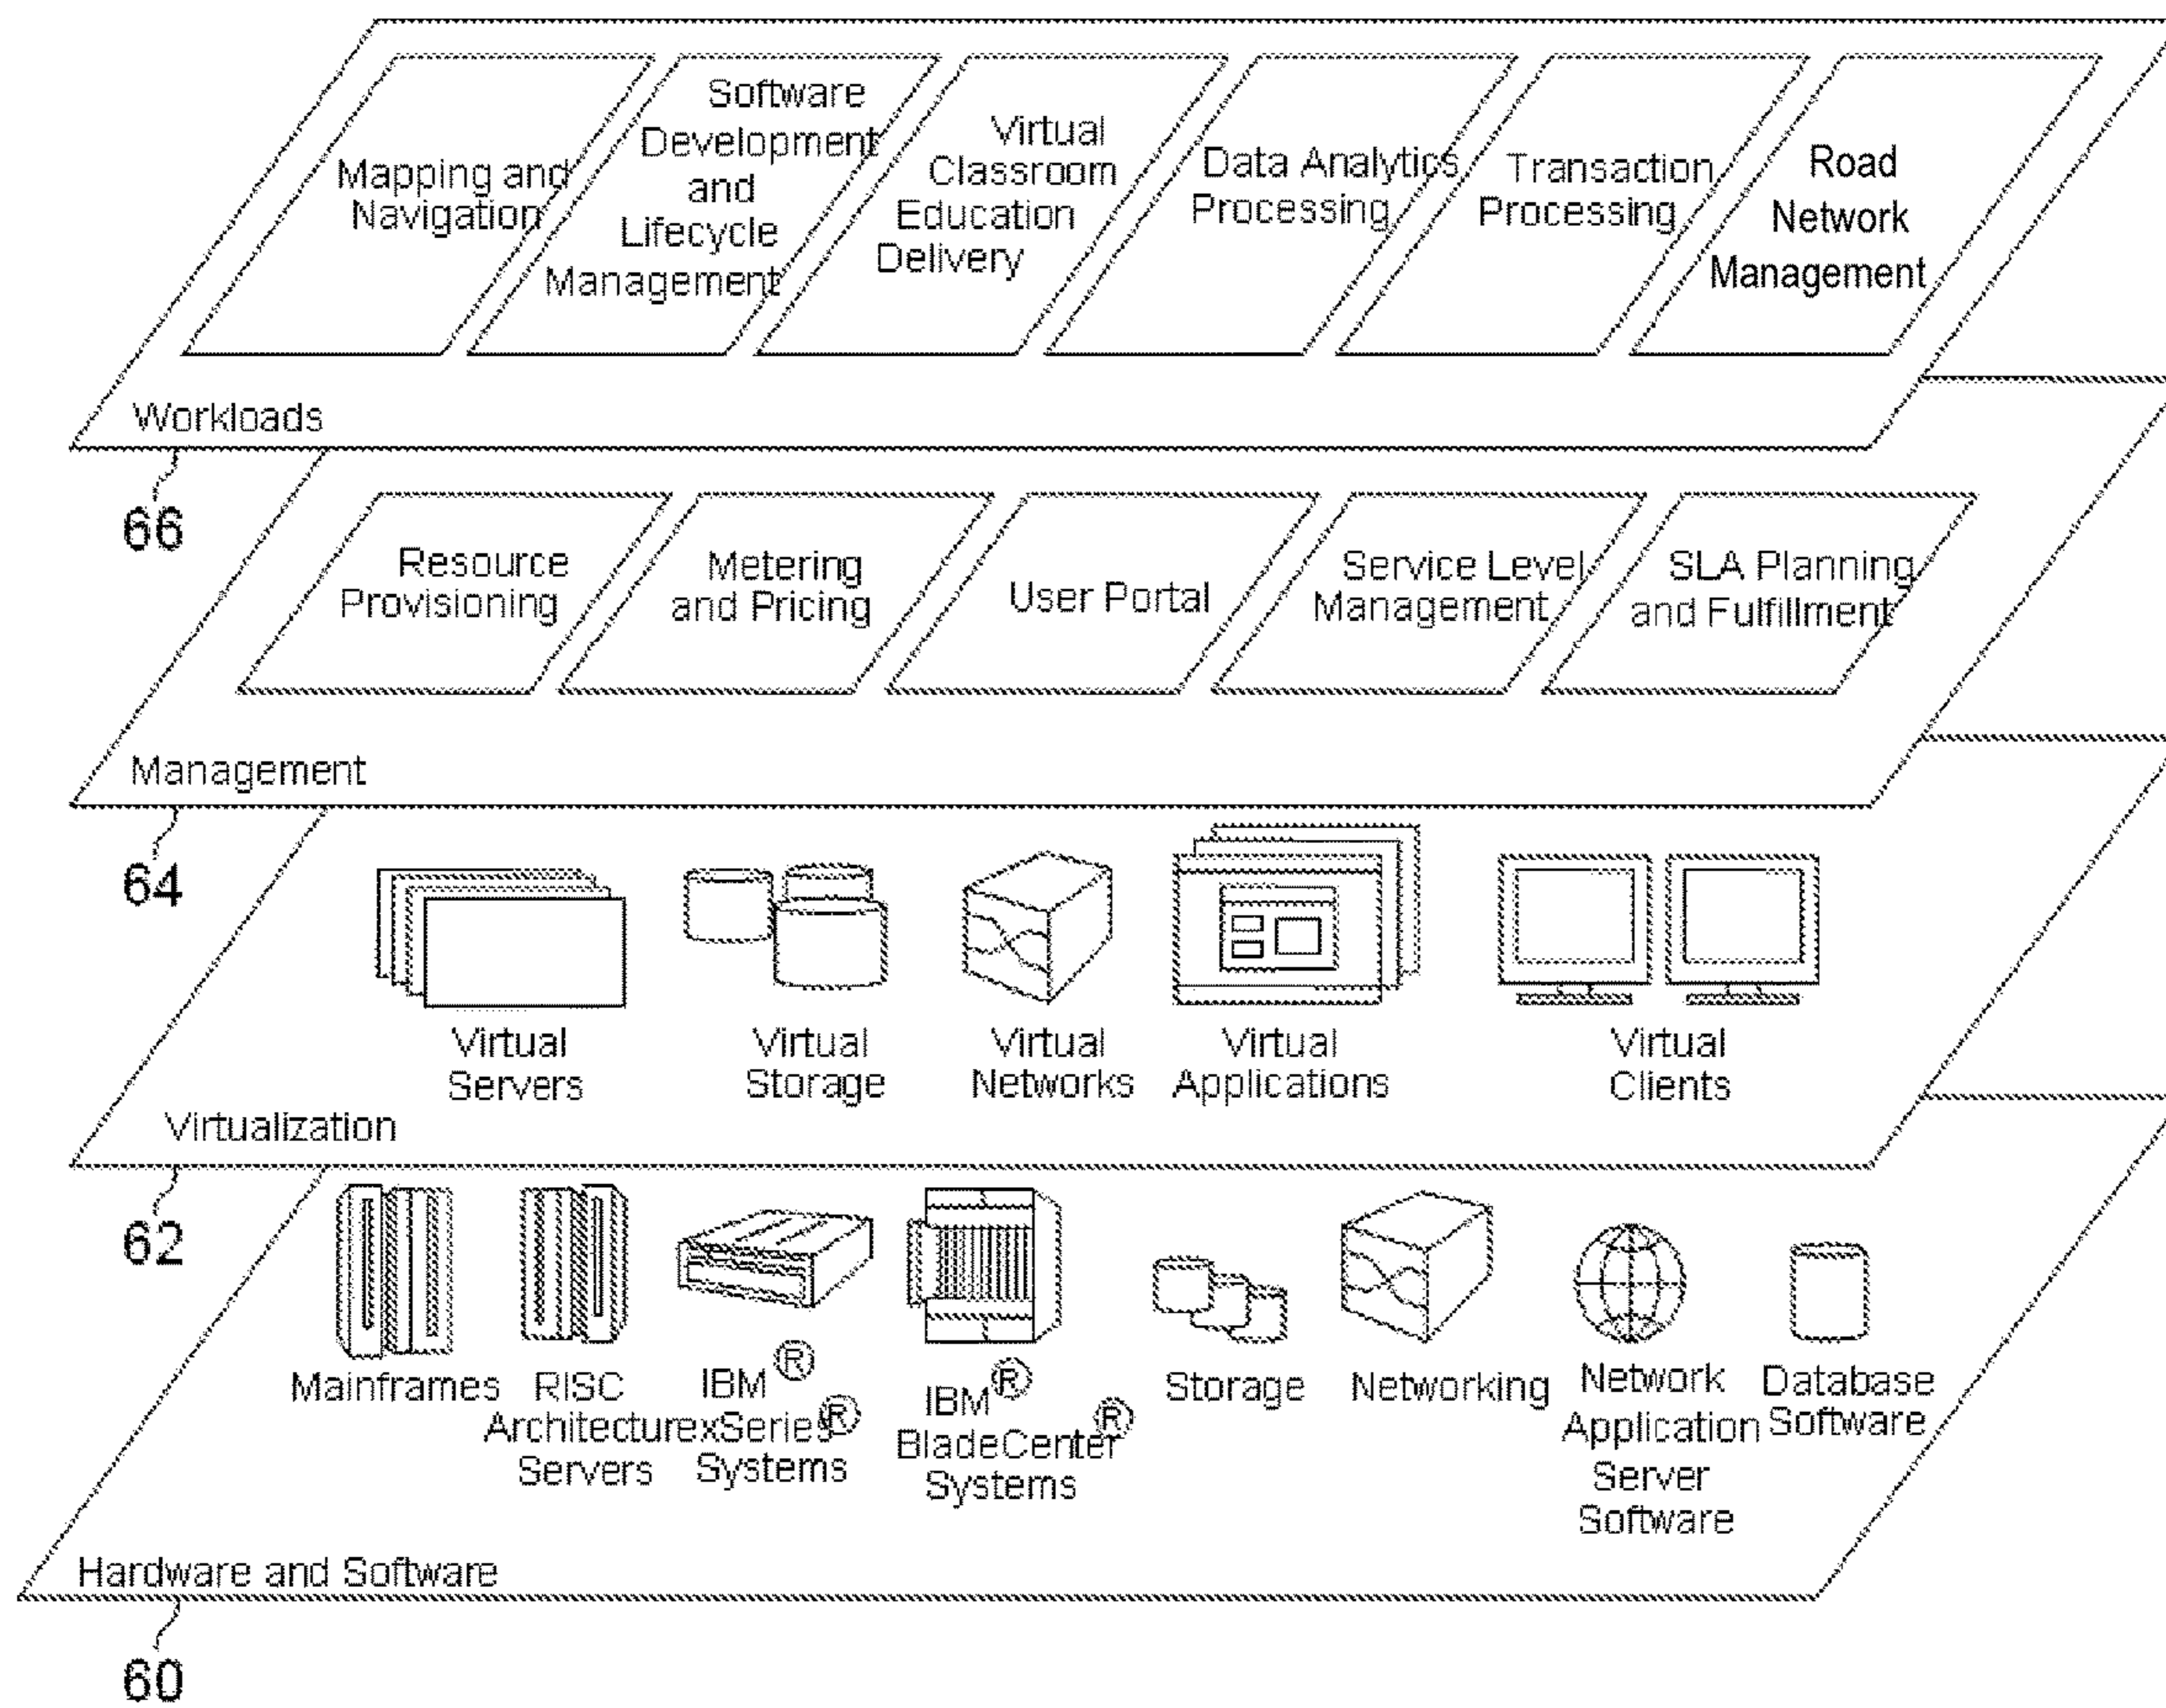 Mapping and
Navigation
Software
Development
and
Lifecycle
Management
Virtual
Classroom
Education
Delivery
Data Analytics
Processing
Transaction
Processing
Road
Network
Management
Workloads
66
Resource
Provisioning
Metering
and Pricing
User Portal
Service Level
Management
SLA Planning
and Fulfillment
Management
64
Virtual
Servers
Virtual
Storage
Virtual
Networks
Virtual
Applications
Virtual
Clients
Virtualization
62
Mainframes
RISC
Architecture
Servers
IBM ®
xSeries ®
Systems
IBM ®
BladeCenter ®
Systems
Storage
Networking
Network
Application
Server
Software
Database
Software
Hardware and Software
60